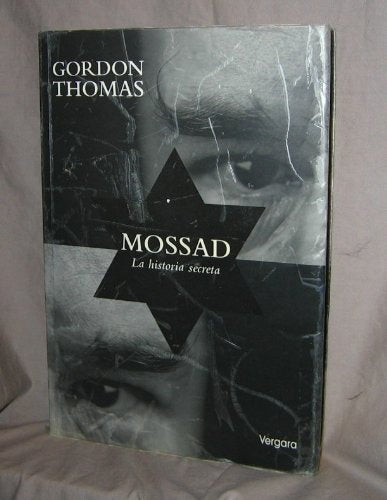 GORDON
THOMAS
MOSSAD
La historia secreta
Vergara